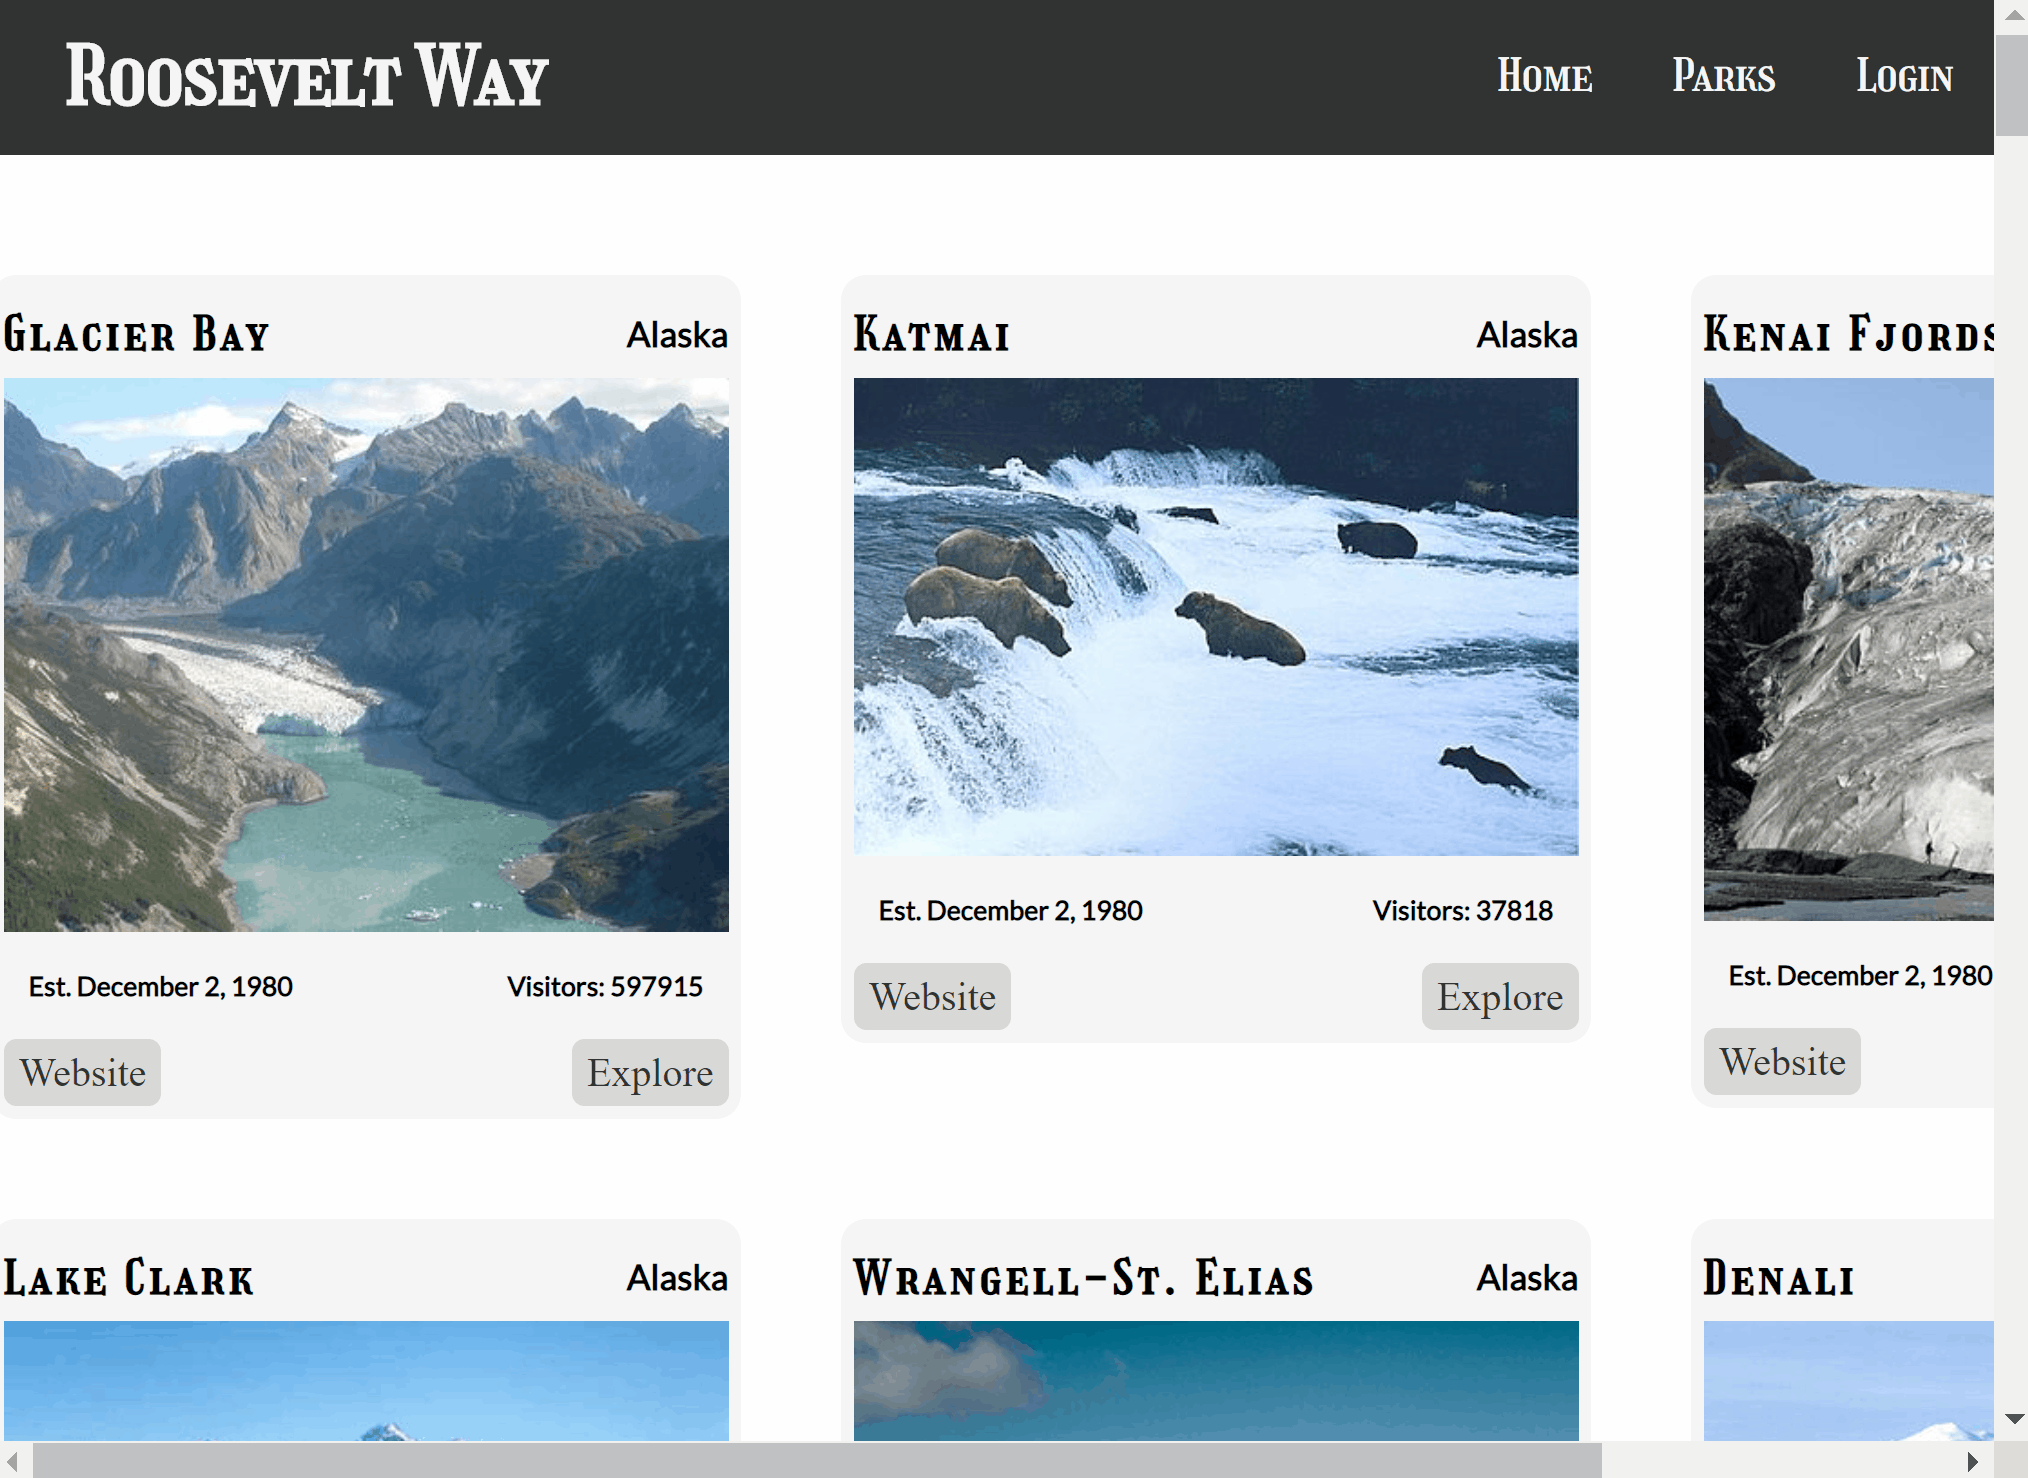 Roosevelt Way
Home Parks Login
Glacier Bay Alaska
Est. December 2, 1980 Visitors: 597915
Website Explore
Katmai Alaska
Est. December 2, 1980 Visitors: 37818
Website Explore
Kenai Fjords
Est. December 2, 1980
Website
Lake Clark Alaska
Wrangell-St. Elias Alaska
Denali